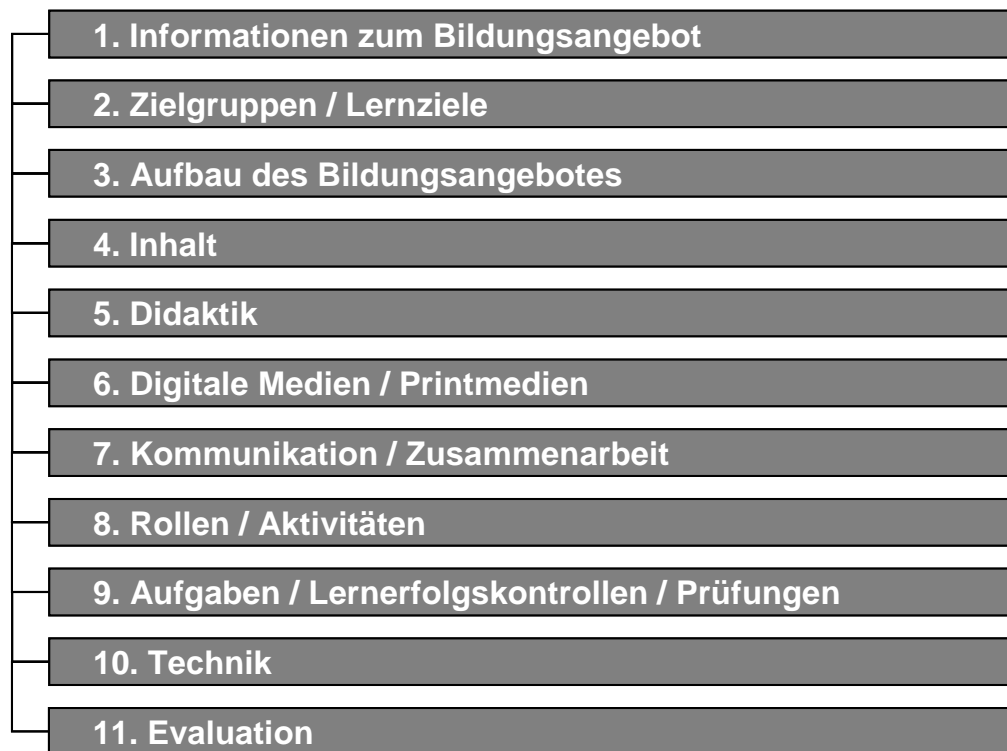 1. Informationen zum Bildungsangebot
2. Zielgruppen / Lernziele
3. Aufbau des Bildungsangebotes
4. Inhalt
5. Didaktik
6. Digitale Medien / Printmedien
7. Kommunikation / Zusammenarbeit
8. Rollen / Aktivitäten
9. Aufgaben / Lernerfolgskontrollen / Prüfungen
10. Technik
11. Evaluation